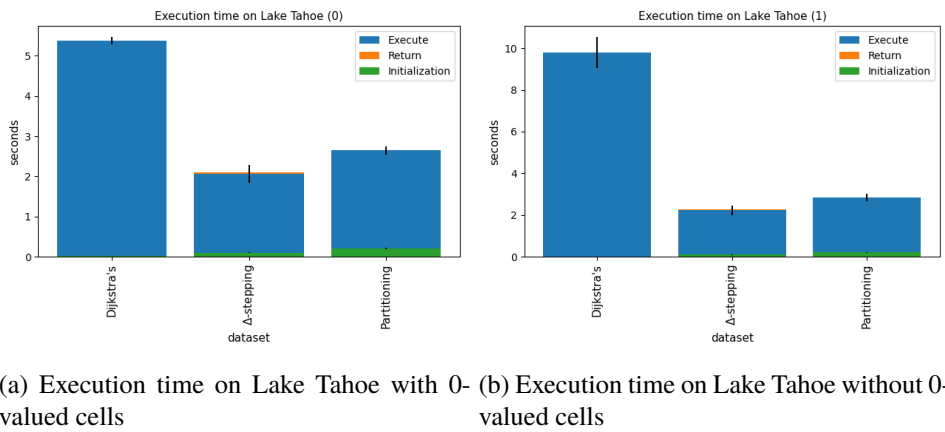 Execution time on Lake Tahoe (0)
Execute
Return
Initialization
seconds
5
4
3
2
1
0
Dijkstra's
Δ-stepping
Partitioning
dataset
Execution time on Lake Tahoe (1)
Execute
Return
Initialization
seconds
10
8
6
4
2
0
Dijkstra's
Δ-stepping
Partitioning
dataset
(a) Execution time on Lake Tahoe with 0-
valued cells
(b) Execution time on Lake Tahoe without 0-
valued cells